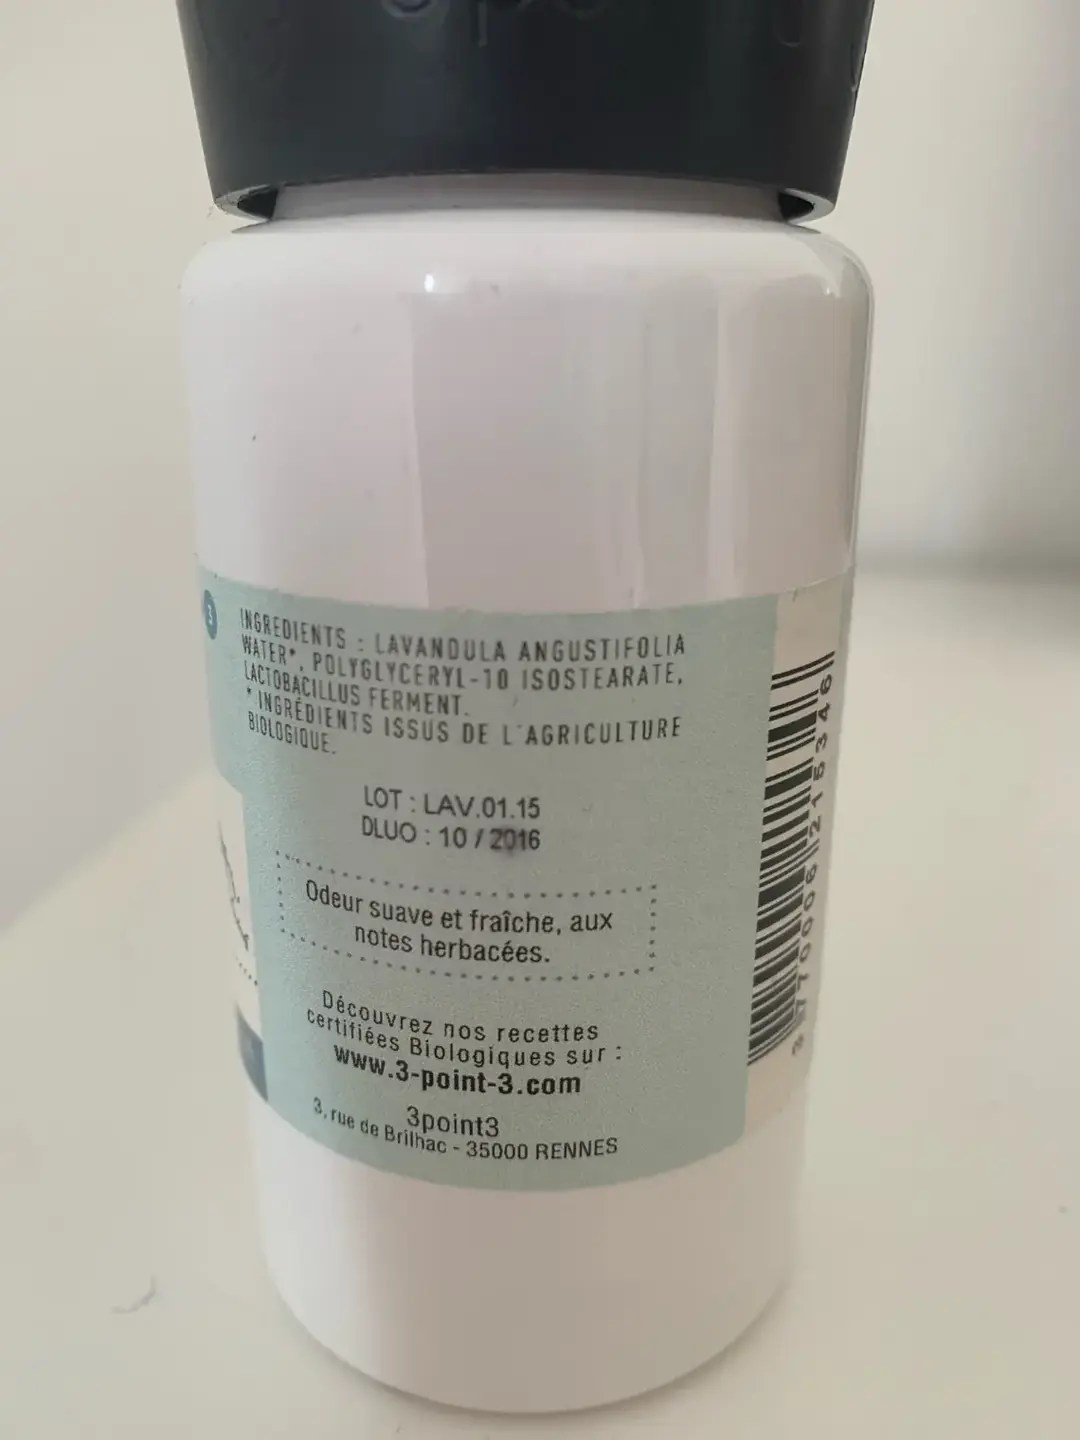 3
INGREDIENTS : LAVANDULA ANGUSTIFOLIA
WATER*, POLYGLYCERYL-10 ISOSTEARATE,
LACTOBACILLUS FERMENT.
* INGRÉDIENTS ISSUS DE L'AGRICULTURE
BIOLOGIQUE.
LOT : LAV.01.15
DLUO : 10 / 2016
Odeur suave et fraîche, aux
notes herbacées.
Découvrez nos recettes
certifiées Biologiques sur :
www.3-point-3.com
3point3
3, rue de Brilhac - 35000 RENNES
3770006215346